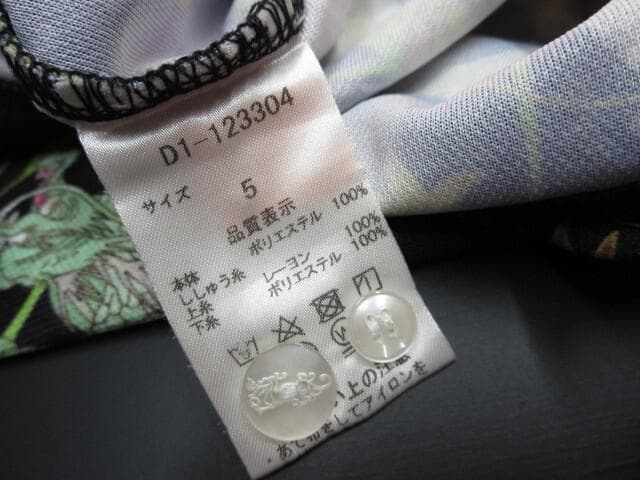 D1-123304
サイズ 5
品質表示
本体 ポリエステル 100%
ししゅう糸
上糸 レーヨン 100%
下糸 ポリエステル 100%
い上の注意
あて布をしてアイロンを